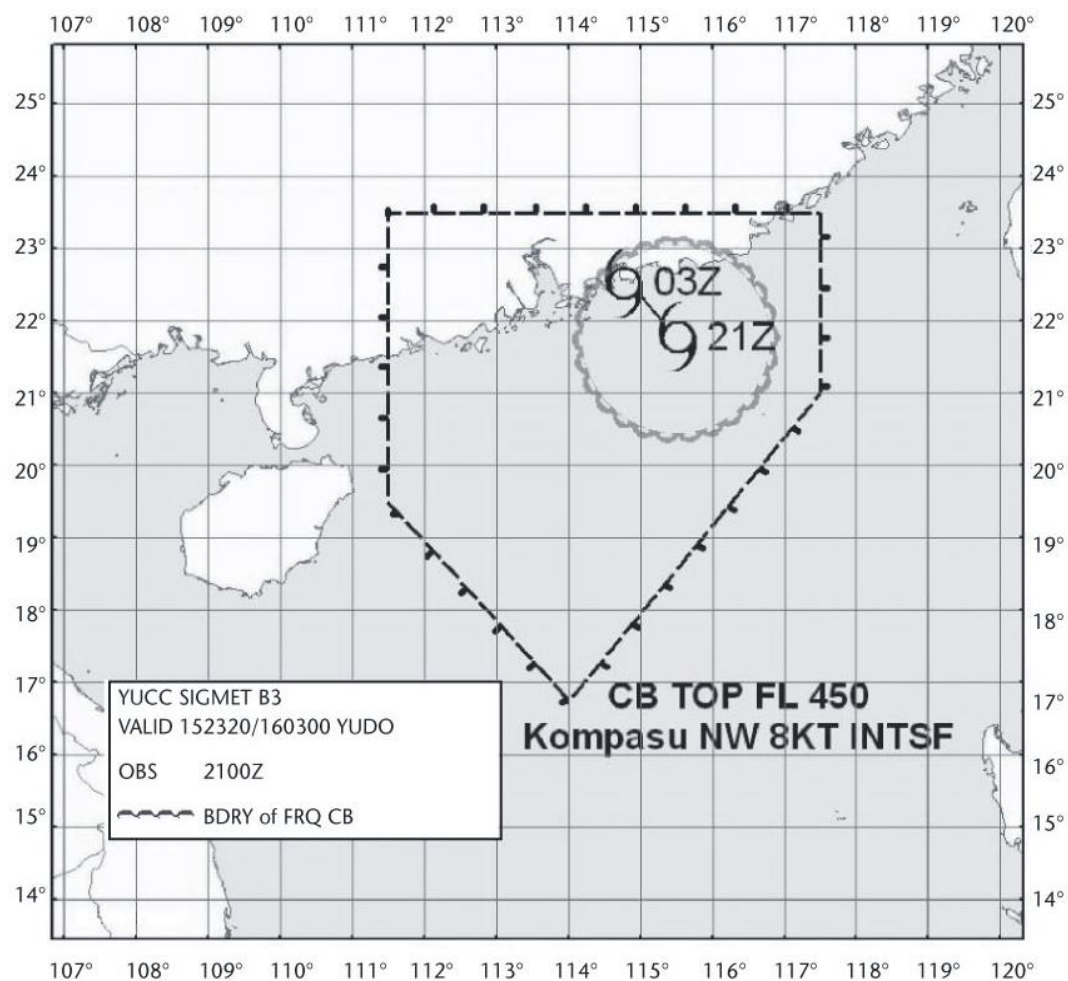 107° 108° 109° 110° 111° 112° 113° 114° 115° 116° 117° 118° 119° 120°
25° 25°
24° 24°
23° 23°
03Z
22° 22°
21Z
21° 21°
20° 20°
19° 19°
18° 18°
17° 17°
CB TOP FL 450
Kompasu NW 8KT INTSF
YUCC SIGMET B3
VALID 152320/160300 YUDO
OBS 2100Z
BDRY of FRQ CB
16° 16°
15° 15°
14° 14°
107° 108° 109° 110° 111° 112° 113° 114° 115° 116° 117° 118° 119° 120°